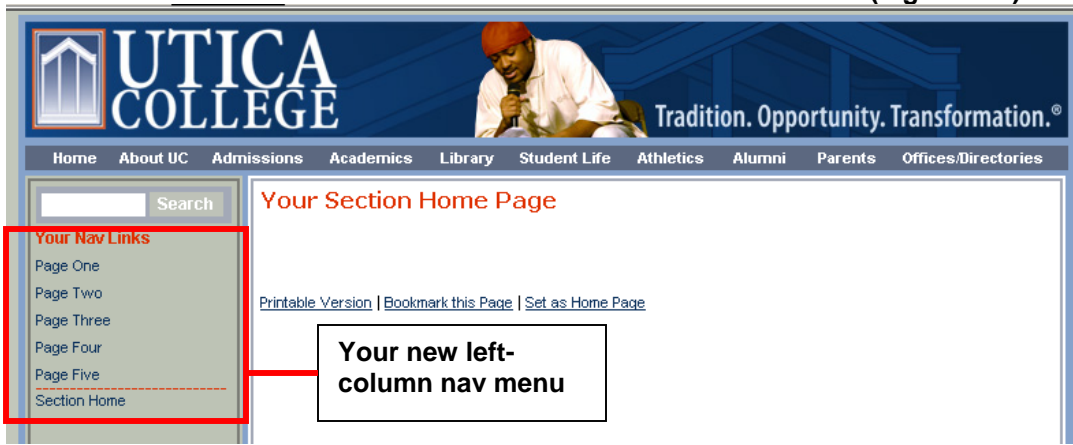 UTICA
COLLEGE
Tradition. Opportunity. Transformation.®
Home About UC Admissions Academics Library Student Life Athletics Alumni Parents Offices/Directories
Search
Your Section Home Page
Your Nav Links
Page One
Page Two
Page Three
Page Four
Page Five
Section Home
Printable Version | Bookmark this Page | Set as Home Page
Your new left-
column nav menu